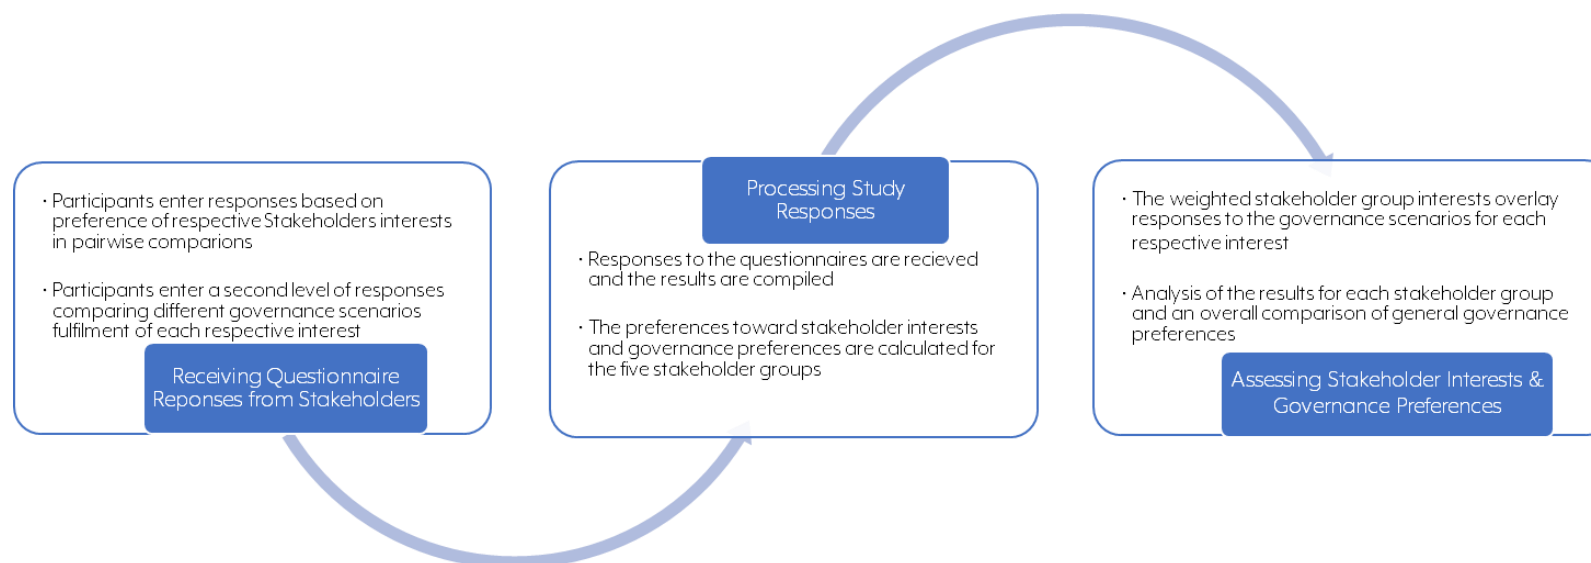 · Participants enter responses based on
preference of respective Stakeholders interests
in pairwise comparions
· Participants enter a second level of responses
comparing different governance scenarios
fulfilment of each respective interest
Receiving Questionnaire
Reponses from Stakeholders
Processing Study
Responses
· Responses to the questionnaires are recieved
and the results are compiled
· The preferences toward stakeholder interests
and governance preferences are calculated for
the five stakeholder groups
· The weighted stakeholder group interests overlay
responses to the governance scenarios for each
respective interest
· Analysis of the results for each stakeholder group
and an overall comparison of general governance
preferences
Assessing Stakeholder Interests &
Governance Preferences